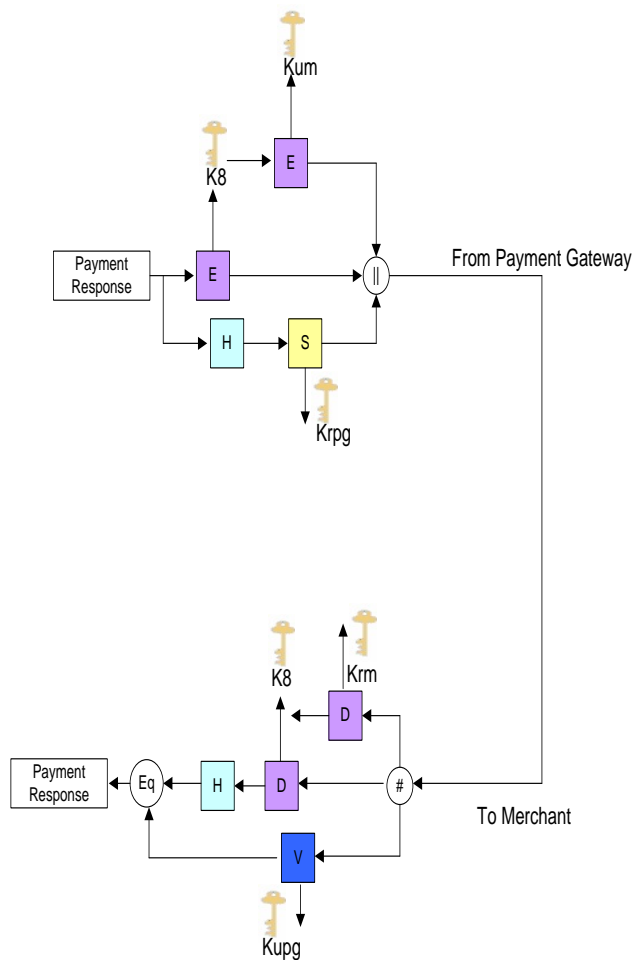 Kum
E
K8
Payment
Response
E
||
From Payment Gateway
H
S
Krpg
K8
Krm
D
Payment
Response
Eq
H
D
#
To Merchant
V
Kupg